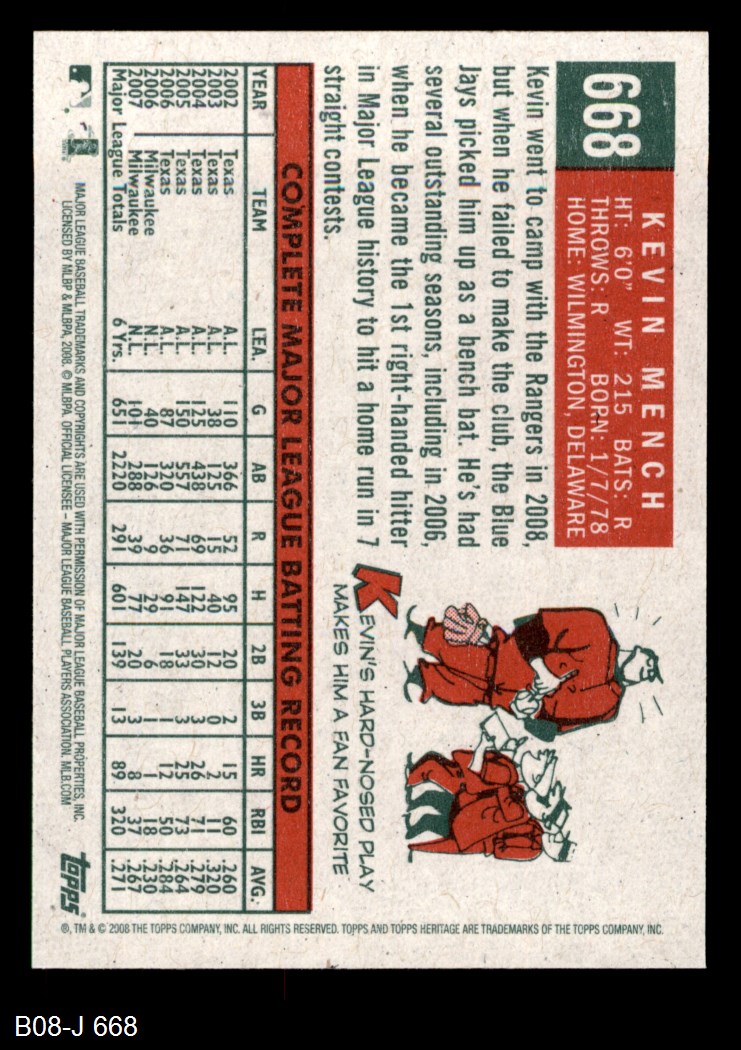 668
KEVIN MENCH
HT: 6'0" WT: 215 BATS: R
THROWS: R BORN: 1/7/78
HOME: WILMINGTON, DELAWARE
Kevin went to camp with the Rangers in 2008,
but when he failed to make the club, the Blue
Jays picked him up as a bench bat. He's had
several outstanding seasons, including in 2006,
when he became the 1st right-handed hitter
in Major League history to hit a home run in 7
straight contests.
KEVIN'S HARD-NOSED PLAY
MAKES HIM A FAN FAVORITE
COMPLETE MAJOR LEAGUE BATTING RECORD
YEAR TEAM LEA. G AB R H 2B 3B HR RBI AVG.
2002 Texas A.L. 110 366 52 95 20 2 15 60 .260
2003 Texas A.L. 38 125 15 40 12 0 2 11 .320
2004 Texas A.L. 125 438 69 122 30 3 26 71 .279
2005 Texas A.L. 150 557 71 147 33 3 25 73 .264
2006 Texas A.L. 87 320 36 91 18 1 12 50 .284
2006 Milwaukee N.L. 40 126 9 29 6 1 1 18 .230
2007 Milwaukee N.L. 101 288 39 77 20 3 8 37 .267
Major League Totals 6 Yrs. 651 2220 291 601 139 13 89 320 .271
MAJOR LEAGUE BASEBALL TRADEMARKS AND COPYRIGHTS ARE USED WITH PERMISSION OF MAJOR LEAGUE BASEBALL PROPERTIES, INC.
LICENSED BY MLBP & MLBPA, 2008. © MLBPA, OFFICIAL LICENSEE – MAJOR LEAGUE BASEBALL PLAYERS ASSOCIATION. MLB.COM
topps
®, TM & © 2008 THE TOPPS COMPANY, INC. ALL RIGHTS RESERVED. TOPPS AND TOPPS HERITAGE ARE TRADEMARKS OF THE TOPPS COMPANY, INC.
B08-J 668